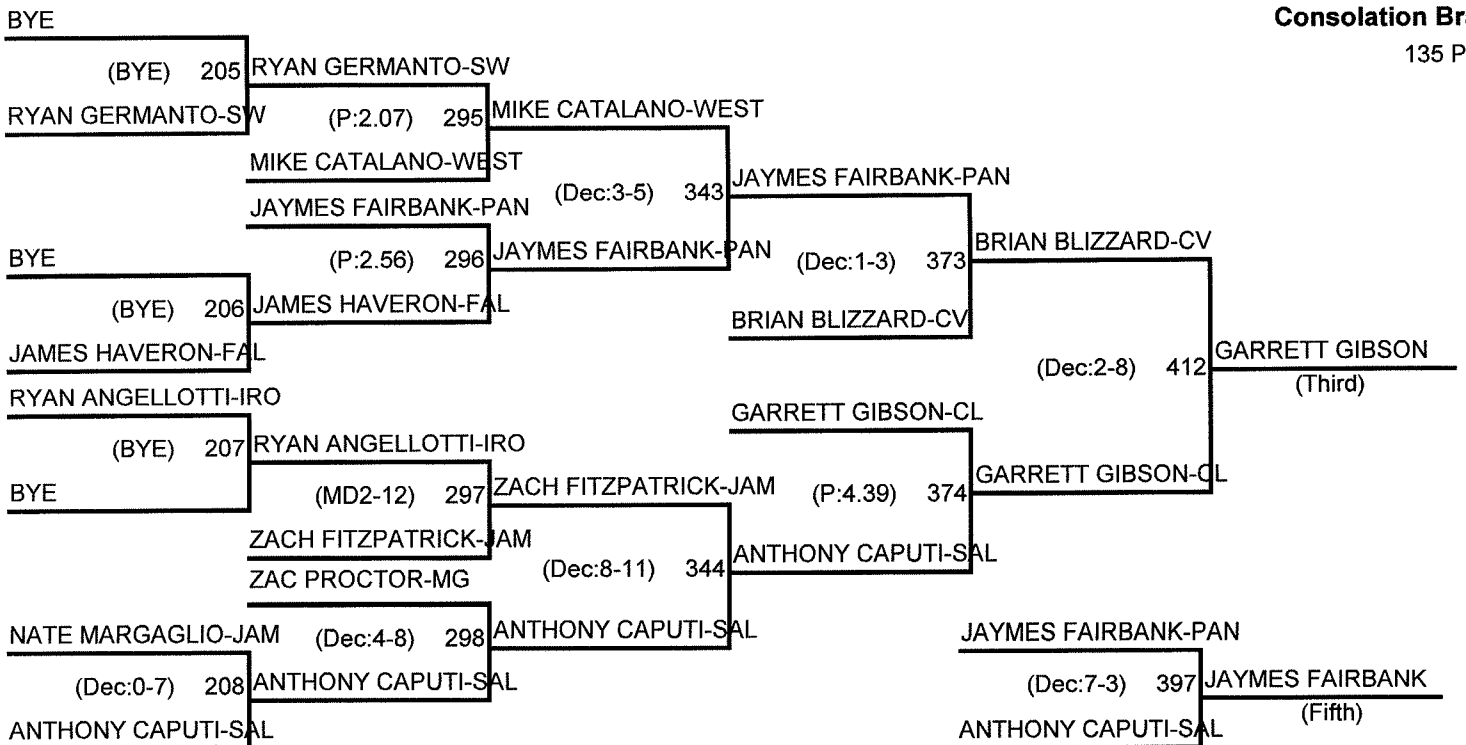 BYE
Consolation Br
(BYE) 205 RYAN GERMANTO-SW
135 P
RYAN GERMANTO-SW
(P:2.07) 295 MIKE CATALANO-WEST
MIKE CATALANO-WEST
(Dec:3-5) 343 JAYMES FAIRBANK-PAN
JAYMES FAIRBANK-PAN
BYE
(P:2.56) 296 JAYMES FAIRBANK-PAN
(Dec:1-3) 373 BRIAN BLIZZARD-CV
(BYE) 206 JAMES HAVERON-FAL
BRIAN BLIZZARD-CV
JAMES HAVERON-FAL
(Dec:2-8) 412 GARRETT GIBSON
(Third)
RYAN ANGELLOTTI-IRO
GARRETT GIBSON-CL
(BYE) 207 RYAN ANGELLOTTI-IRO
BYE
(MD2-12) 297 ZACH FITZPATRICK-JAM
(P:4.39) 374 GARRETT GIBSON-CL
ZACH FITZPATRICK-JAM
(Dec:8-11) 344 ANTHONY CAPUTI-SAL
ZAC PROCTOR-MG
NATE MARGAGLIO-JAM
(Dec:4-8) 298 ANTHONY CAPUTI-SAL
JAYMES FAIRBANK-PAN
(Dec:0-7) 208 ANTHONY CAPUTI-SAL
(Dec:7-3) 397 JAYMES FAIRBANK
(Fifth)
ANTHONY CAPUTI-SAL
ANTHONY CAPUTI-SAL